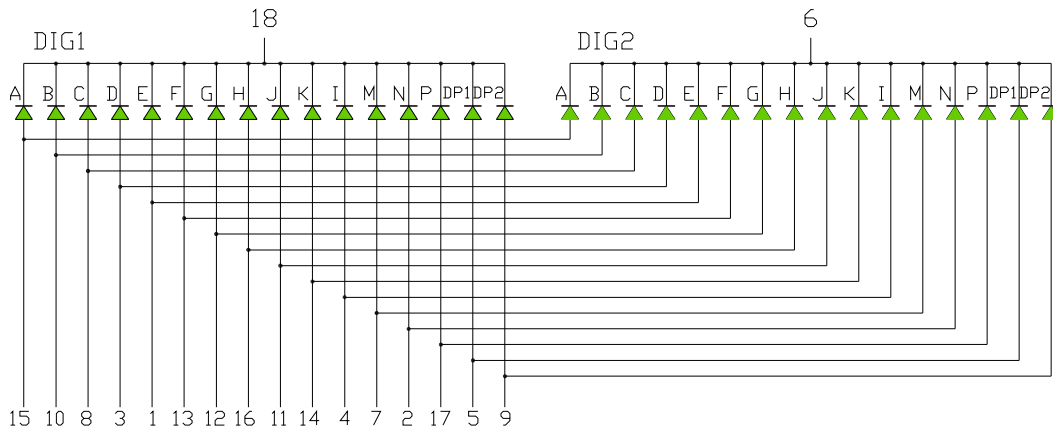 18 6
DIG1 DIG2
A B C D E F G H J K I M N P DP1 DP2 A B C D E F G H J K I M N P DP1 DP2
15 10 8 3 1 13 12 16 11 14 4 7 2 17 5 9